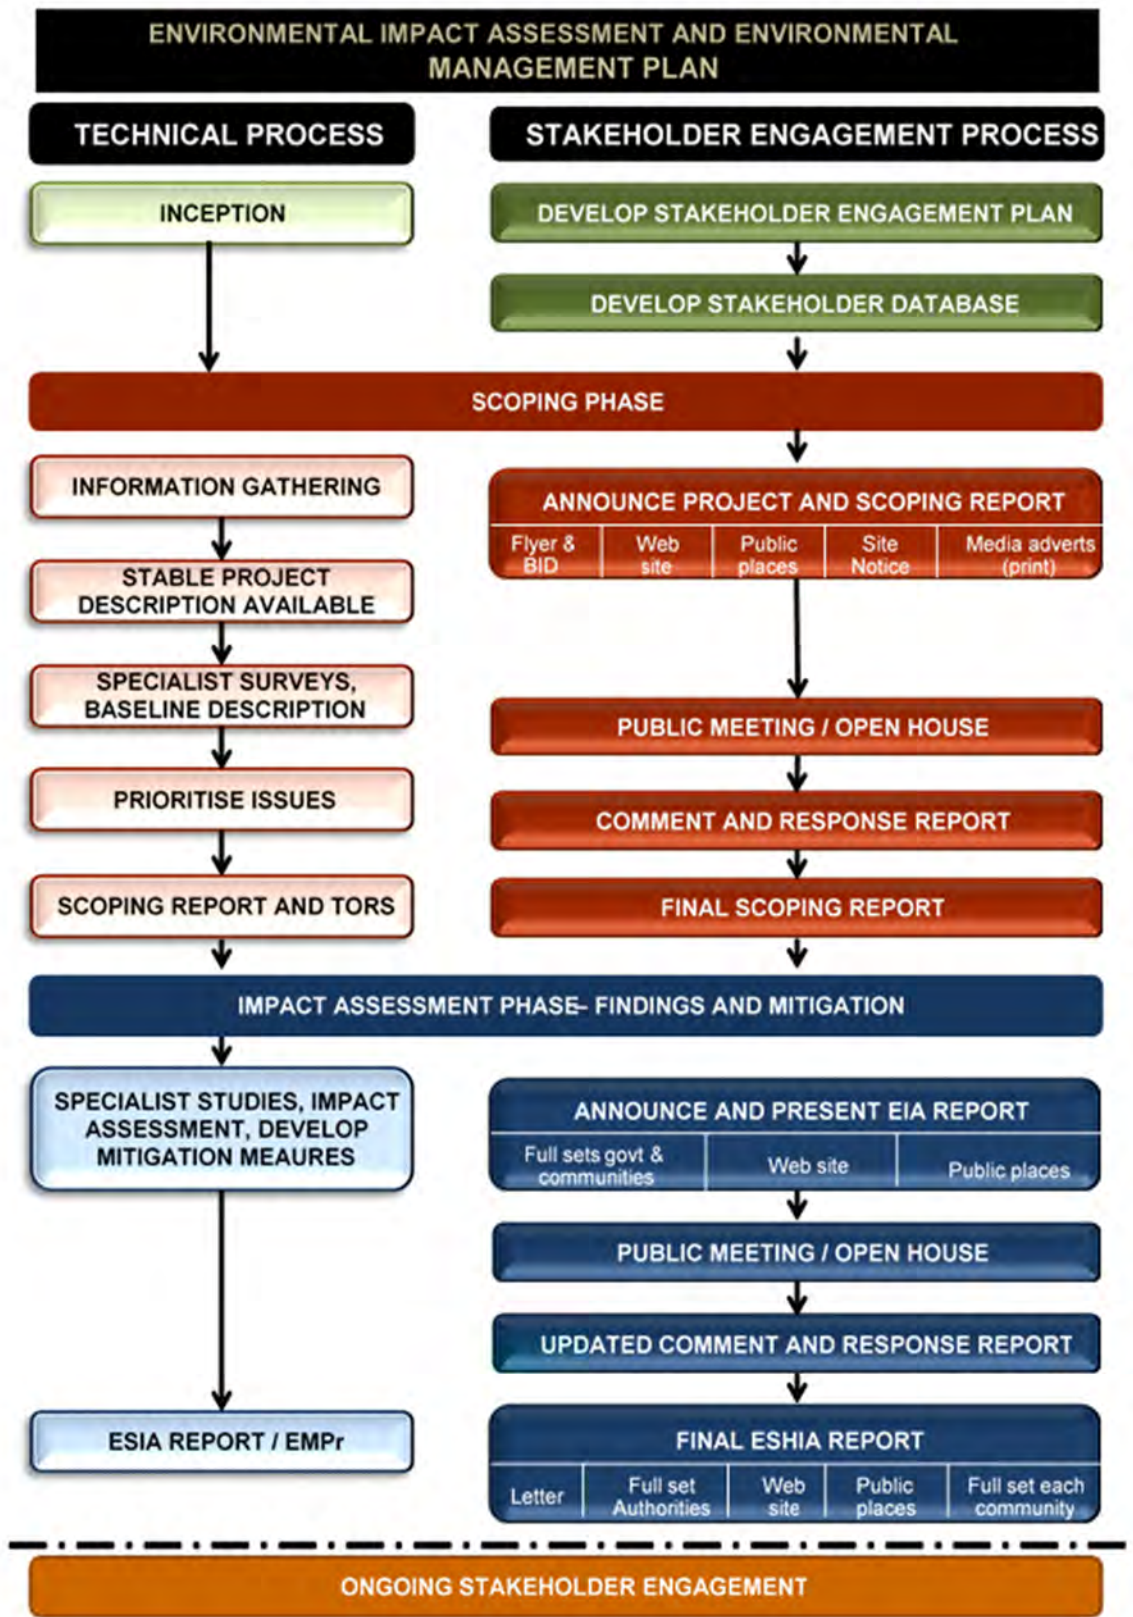 ENVIRONMENTAL IMPACT ASSESSMENT AND ENVIRONMENTAL
MANAGEMENT PLAN
TECHNICAL PROCESS
STAKEHOLDER ENGAGEMENT PROCESS
INCEPTION
DEVELOP STAKEHOLDER ENGAGEMENT PLAN
DEVELOP STAKEHOLDER DATABASE
SCOPING PHASE
INFORMATION GATHERING
STABLE PROJECT
DESCRIPTION AVAILABLE
SPECIALIST SURVEYS,
BASELINE DESCRIPTION
PRIORITISE ISSUES
SCOPING REPORT AND TORS
ANNOUNCE PROJECT AND SCOPING REPORT
Flyer &
BID
Web
site
Public
places
Site
Notice
Media adverts
(print)
PUBLIC MEETING / OPEN HOUSE
COMMENT AND RESPONSE REPORT
FINAL SCOPING REPORT
IMPACT ASSESSMENT PHASE– FINDINGS AND MITIGATION
SPECIALIST STUDIES, IMPACT
ASSESSMENT, DEVELOP
MITIGATION MEAURES
ESIA REPORT / EMPr
ANNOUNCE AND PRESENT EIA REPORT
Full sets govt &
communities
Web site
Public places
PUBLIC MEETING / OPEN HOUSE
UPDATED COMMENT AND RESPONSE REPORT
FINAL ESHIA REPORT
Letter
Full set
Authorities
Web
site
Public
places
Full set each
community
ONGOING STAKEHOLDER ENGAGEMENT